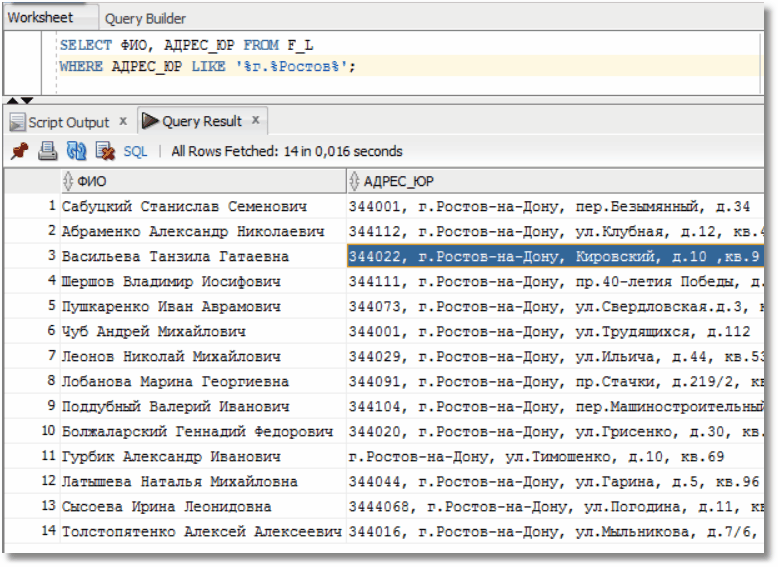 Worksheet Query Builder
SELECT ФИО, АДРЕС_ЮР FROM F_L
WHERE АДРЕС_ЮР LIKE '%г.%Ростов%';
Script Output x Query Result x
SQL | All Rows Fetched: 14 in 0,016 seconds
ФИО АДРЕС_ЮР
1 Сабуцкий Станислав Семенович 344001, г.Ростов-на-Дону, пер.Безымянный, д.34
2 Абраменко Александр Николаевич 344112, г.Ростов-на-Дону, ул.Клубная, д.12, кв.4
3 Васильева Танзила Гатаевна 344022, г.Ростов-на-Дону, Кировский, д.10 ,кв.9
4 Шершов Владимир Иосифович 344111, г.Ростов-на-Дону, пр.40-летия Победы, д.
5 Пушкаренко Иван Аврамович 344073, г.Ростов-на-Дону, ул.Свердловская.д.3, к
6 Чуб Андрей Михайлович 344001, г.Ростов-на-Дону, ул.Трудящихся, д.112
7 Леонов Николай Михайлович 344029, г.Ростов-на-Дону, ул.Ильича, д.44, кв.53
8 Лобанова Марина Георгиевна 344091, г.Ростов-на-Дону, пр.Стачки, д.219/2, кв
9 Поддубный Валерий Иванович 344104, г.Ростов-на-Дону, пер.Машиностроительный
10 Болжаларский Геннадий Федорович 344020, г.Ростов-на-Дону, ул.Грисенко, д.30, кв.
11 Гурбик Александр Иванович г.Ростов-на-Дону, ул.Тимошенко, д.10, кв.69
12 Латышева Наталья Михайловна 344044, г.Ростов-на-Дону, ул.Гарина, д.5, кв.96
13 Сысоева Ирина Леонидовна 3444068, г.Ростов-на-Дону, ул.Погодина, д.11, кв
14 Толстопятенко Алексей Алексеевич 344016, г.Ростов-на-Дону, ул.Мыльникова, д.7/6,